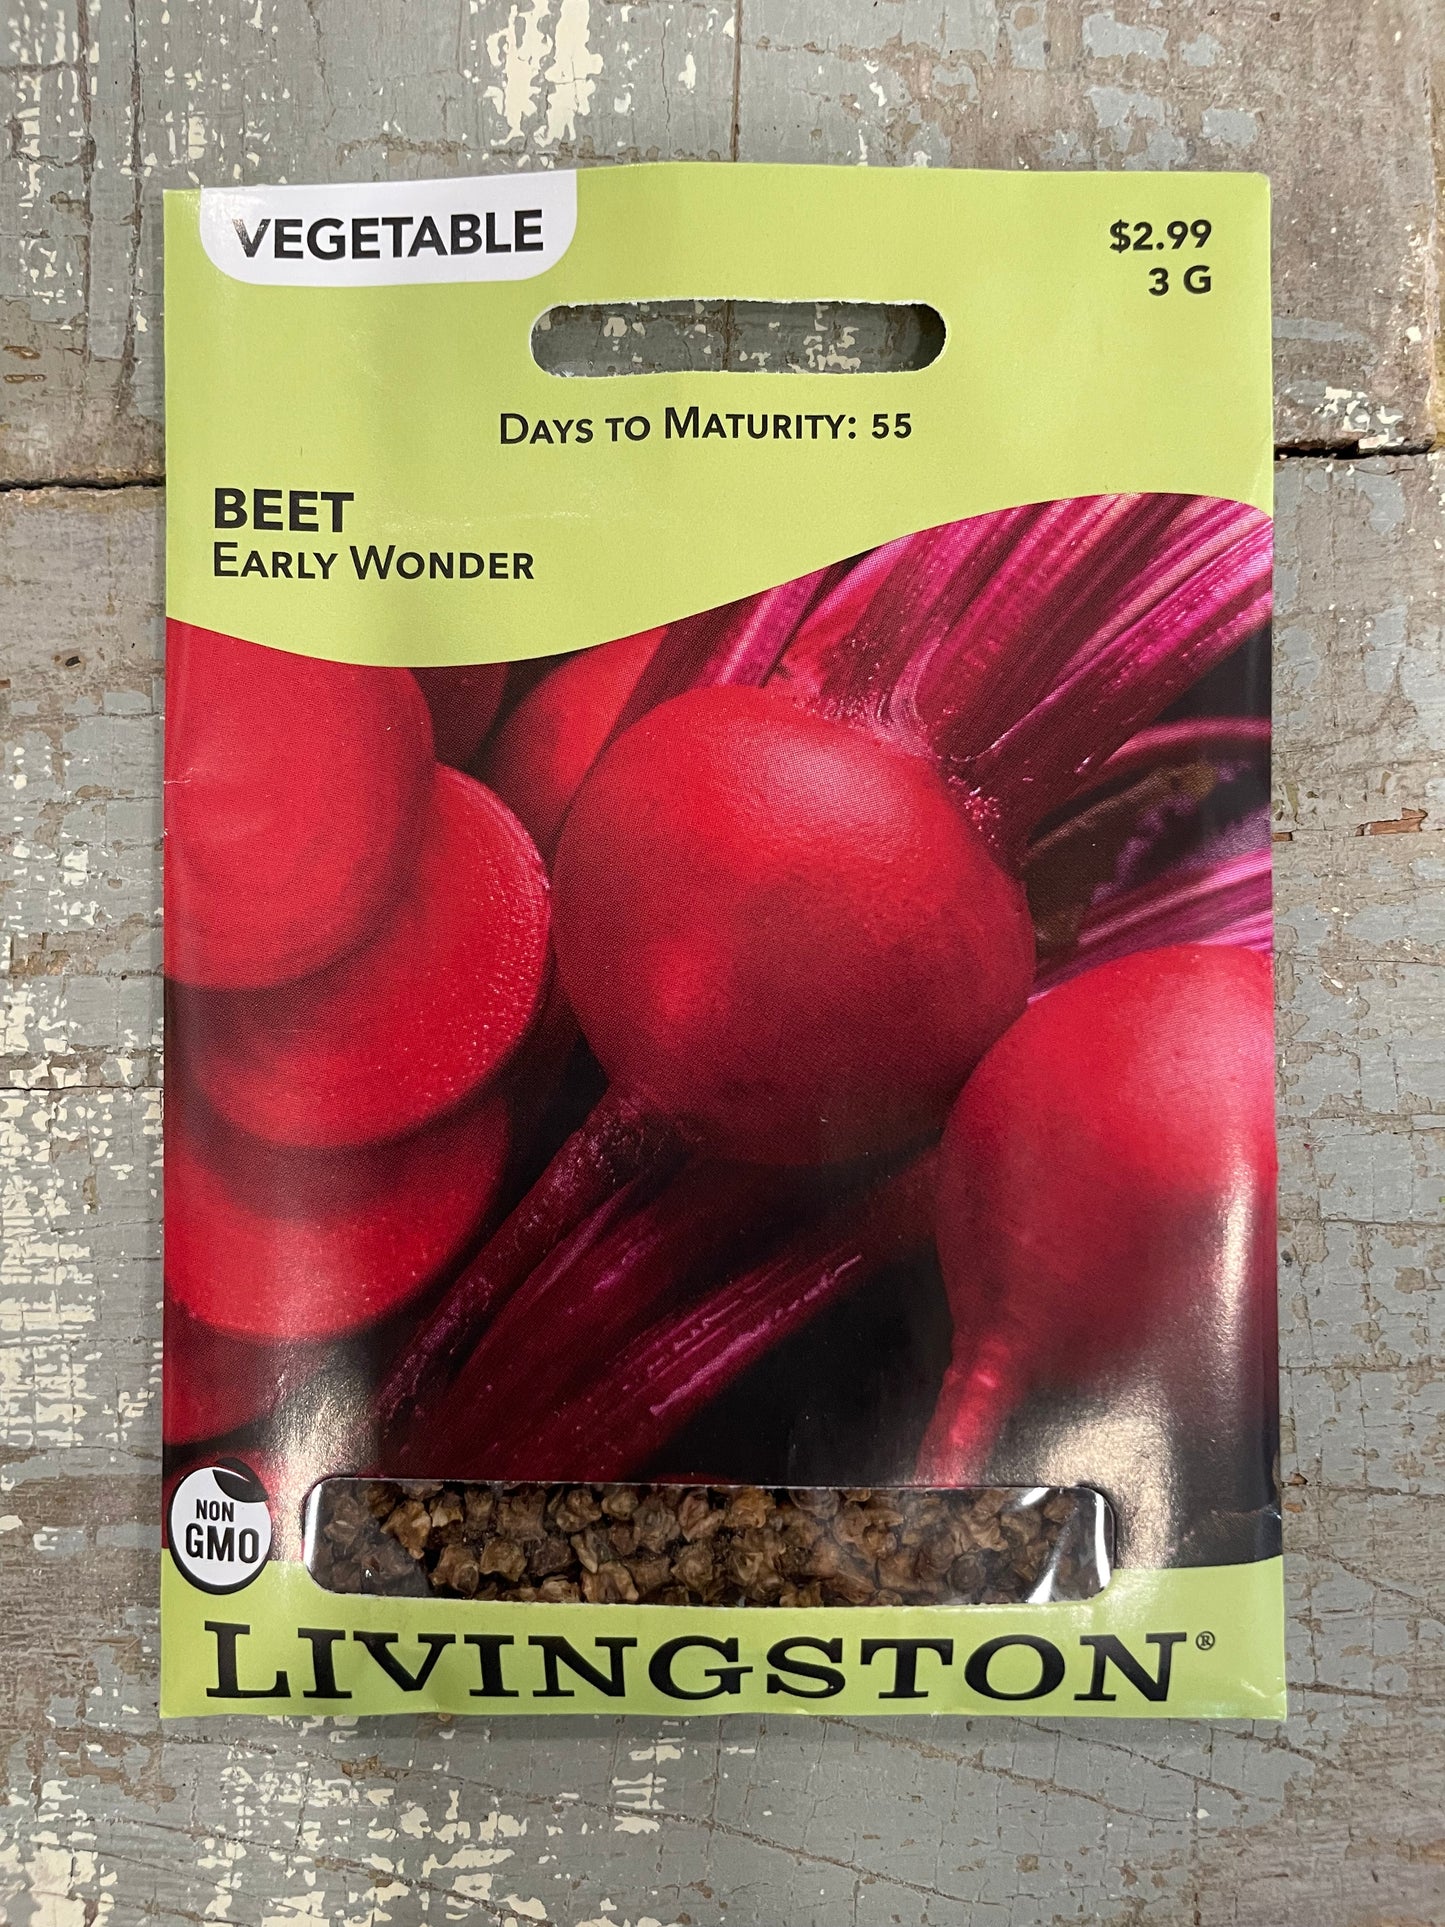 VEGETABLE
$2.99
3 G
DAYS TO MATURITY: 55
BEET
EARLY WONDER
NON
GMO
LIVINGSTON®